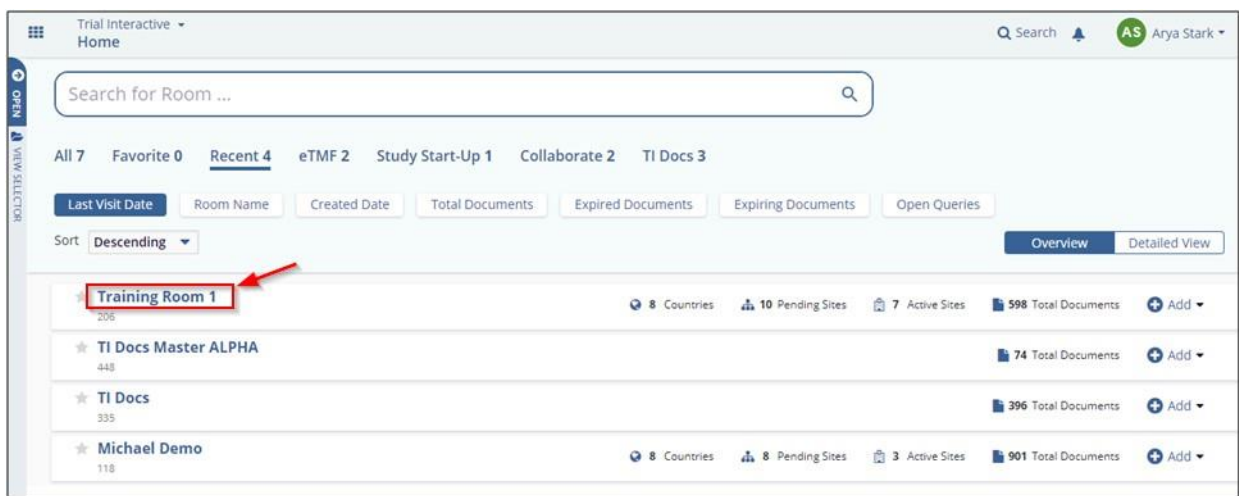 Trial Interactive
Home
Search
AS Arya Stark
OPEN
VIEW SELECTOR
Search for Room ...
All 7 Favorite 0 Recent 4 eTMF 2 Study Start-Up 1 Collaborate 2 TI Docs 3
Last Visit Date Room Name Created Date Total Documents Expired Documents Expiring Documents Open Queries
Sort Descending Overview Detailed View
Training Room 1 8 Countries 10 Pending Sites 7 Active Sites 598 Total Documents Add
206
TI Docs Master ALPHA 74 Total Documents Add
448
TI Docs 396 Total Documents Add
335
Michael Demo 8 Countries 8 Pending Sites 3 Active Sites 901 Total Documents Add
118